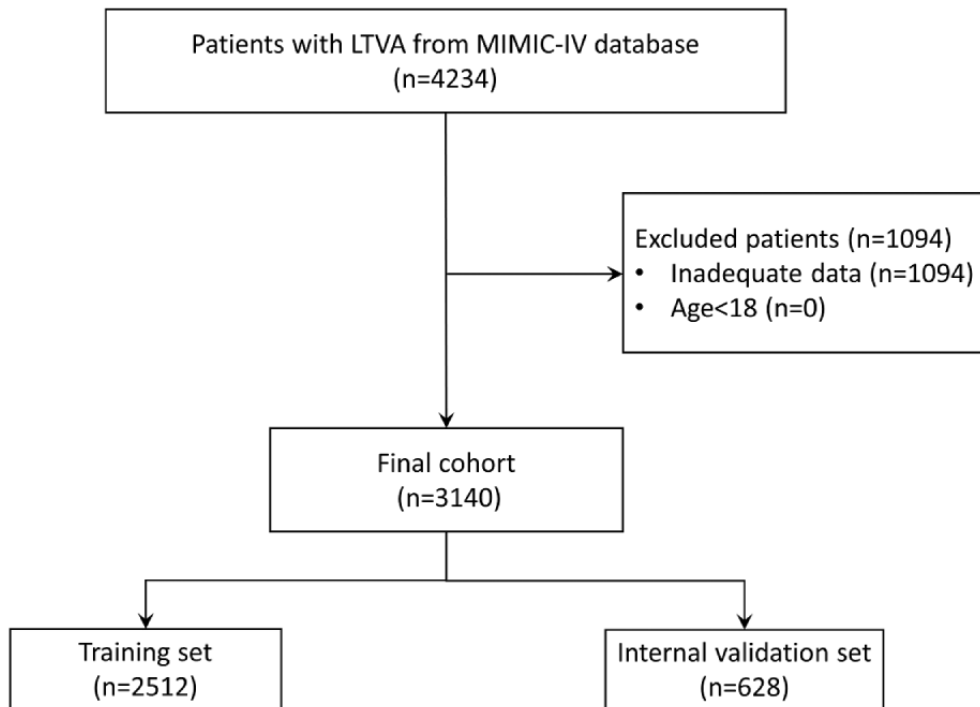 Patients with LTVA from MIMIC-IV database
(n=4234)
Excluded patients (n=1094)
• Inadequate data (n=1094)
• Age<18 (n=0)
Final cohort
(n=3140)
Training set
(n=2512)
Internal validation set
(n=628)